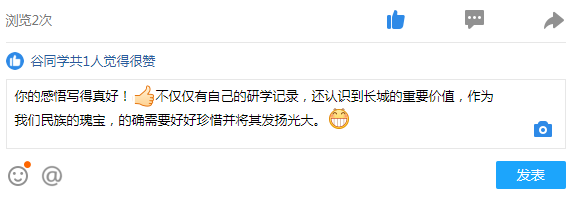 浏览2次
谷同学共1人觉得很赞
你的感悟写得真好！不仅仅有自己的研学记录，还认识到长城的重要价值，作为
我们民族的瑰宝，的确需要好好珍惜并将其发扬光大。
@
发表